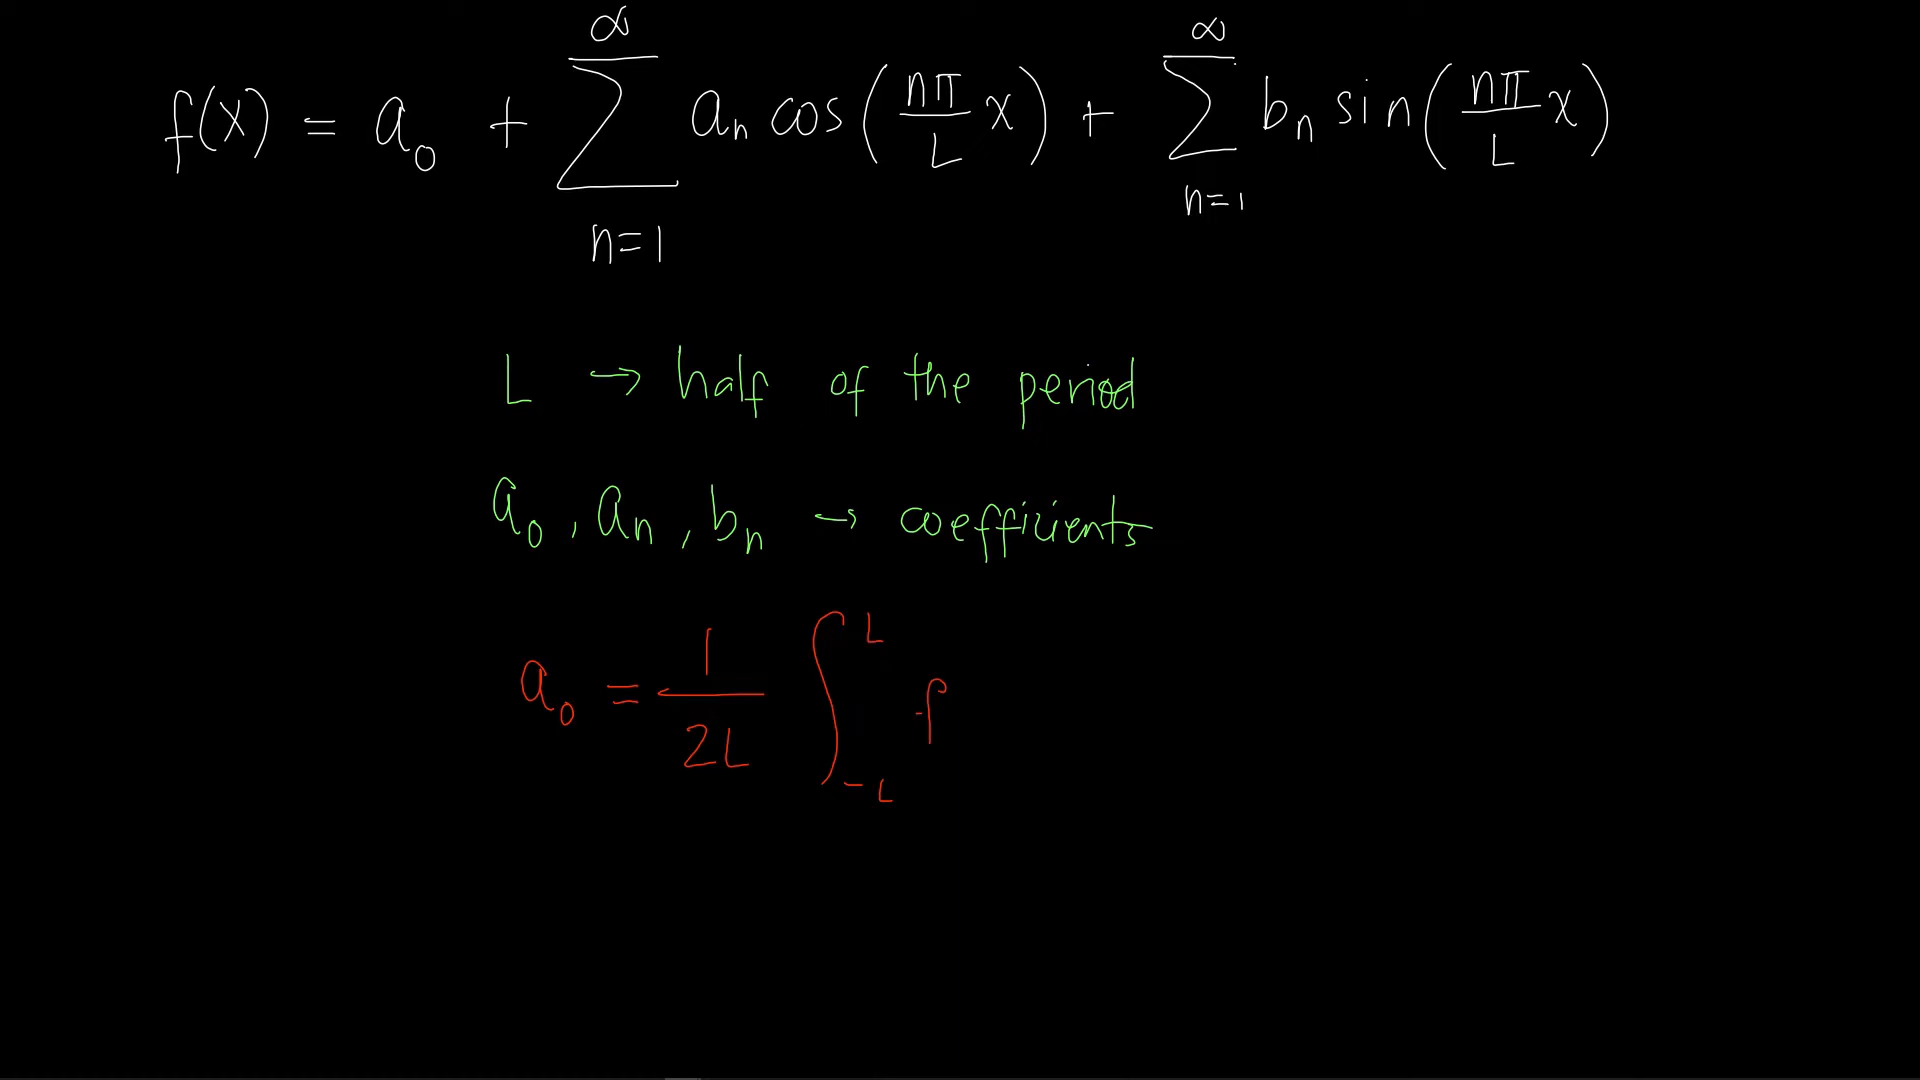 f(x) = a₀ + ∑_{n=1}^{∞} aₙ cos(nπ/L x) + ∑_{n=1}^{∞} bₙ sin(nπ/L x)
L → half of the period
a₀, aₙ, bₙ → coefficients
a₀ = 1/2L ∫_{-L}^{L} f